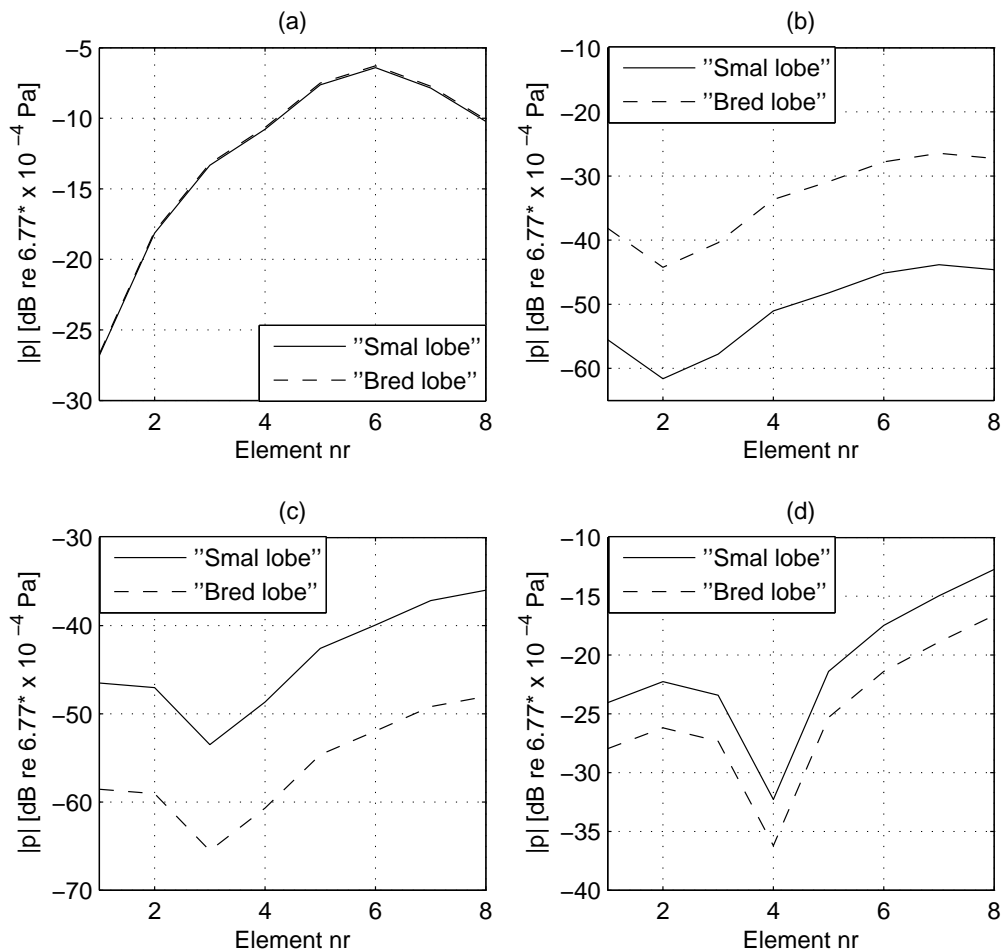 (a)
|p| [dB re 6.77* x 10 −4 Pa]
−5
−10
−15
−20
−25
−30
2 4 6 8
Element nr
"Smal lobe"
"Bred lobe"
(b)
|p| [dB re 6.77* x 10 −4 Pa]
−10
−20
−30
−40
−50
−60
2 4 6 8
Element nr
"Smal lobe"
"Bred lobe"
(c)
|p| [dB re 6.77* x 10 −4 Pa]
−30
−40
−50
−60
−70
2 4 6 8
Element nr
"Smal lobe"
"Bred lobe"
(d)
|p| [dB re 6.77* x 10 −4 Pa]
−10
−15
−20
−25
−30
−35
−40
2 4 6 8
Element nr
"Smal lobe"
"Bred lobe"